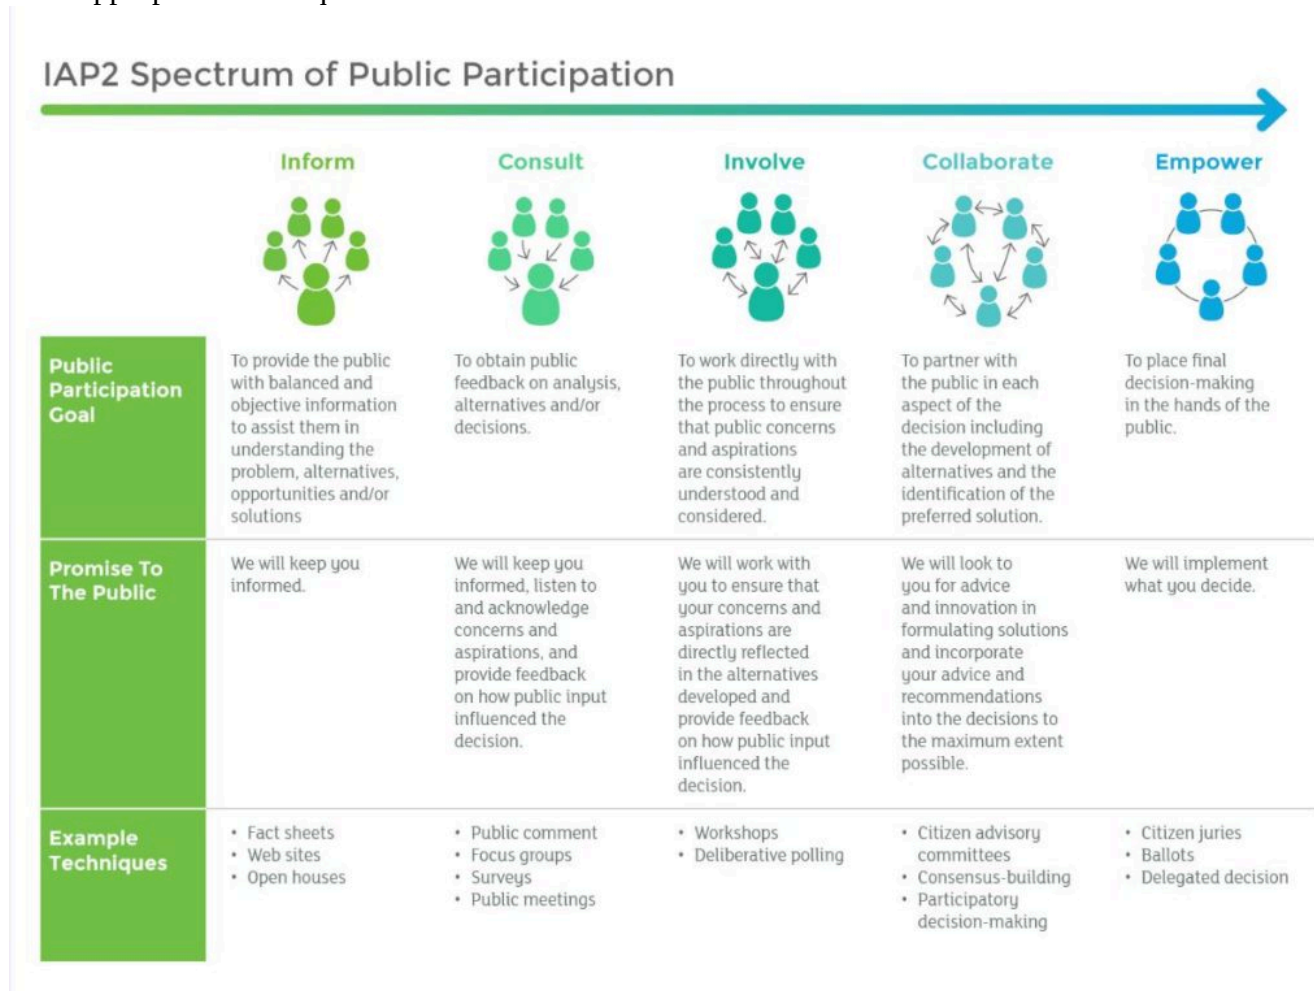 IAP2 Spectrum of Public Participation
Inform
Consult
Involve
Collaborate
Empower
Public
Participation
Goal
To provide the public
with balanced and
objective information
to assist them in
understanding the
problem, alternatives,
opportunities and/or
solutions
To obtain public
feedback on analysis,
alternatives and/or
decisions.
To work directly with
the public throughout
the process to ensure
that public concerns
and aspirations
are consistently
understood and
considered.
To partner with
the public in each
aspect of the
decision including
the development of
alternatives and the
identification of the
preferred solution.
To place final
decision-making
in the hands of the
public.
Promise To
The Public
We will keep you
informed.
We will keep you
informed, listen to
and acknowledge
concerns and
aspirations, and
provide feedback
on how public input
influenced the
decision.
We will work with
you to ensure that
your concerns and
aspirations are
directly reflected
in the alternatives
developed and
provide feedback
on how public input
influenced the
decision.
We will look to
you for advice
and innovation in
formulating solutions
and incorporate
your advice and
recommendations
into the decisions to
the maximum extent
possible.
We will implement
what you decide.
Example
Techniques
• Fact sheets
• Web sites
• Open houses
• Public comment
• Focus groups
• Surveys
• Public meetings
• Workshops
• Deliberative polling
• Citizen advisory
committees
• Consensus-building
• Participatory
decision-making
• Citizen juries
• Ballots
• Delegated decision